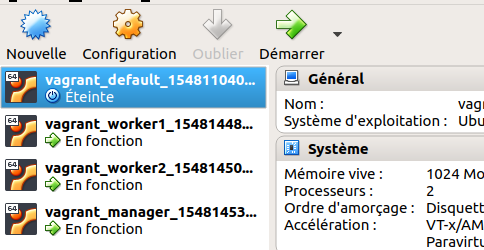 Nouvelle Configuration Oublier Démarrer
64 vagrant_default_154811040...
Éteinte
64 vagrant_worker1_15481448...
En fonction
64 vagrant_worker2_15481450...
En fonction
64 vagrant_manager_15481453...
En fonction
Général
Nom : vag
Système d'exploitation : Ubu
Système
Mémoire vive : 1024 Mo
Processeurs : 2
Ordre d'amorçage : Disquett
Accélération : VT-x/AM
Paravirtu